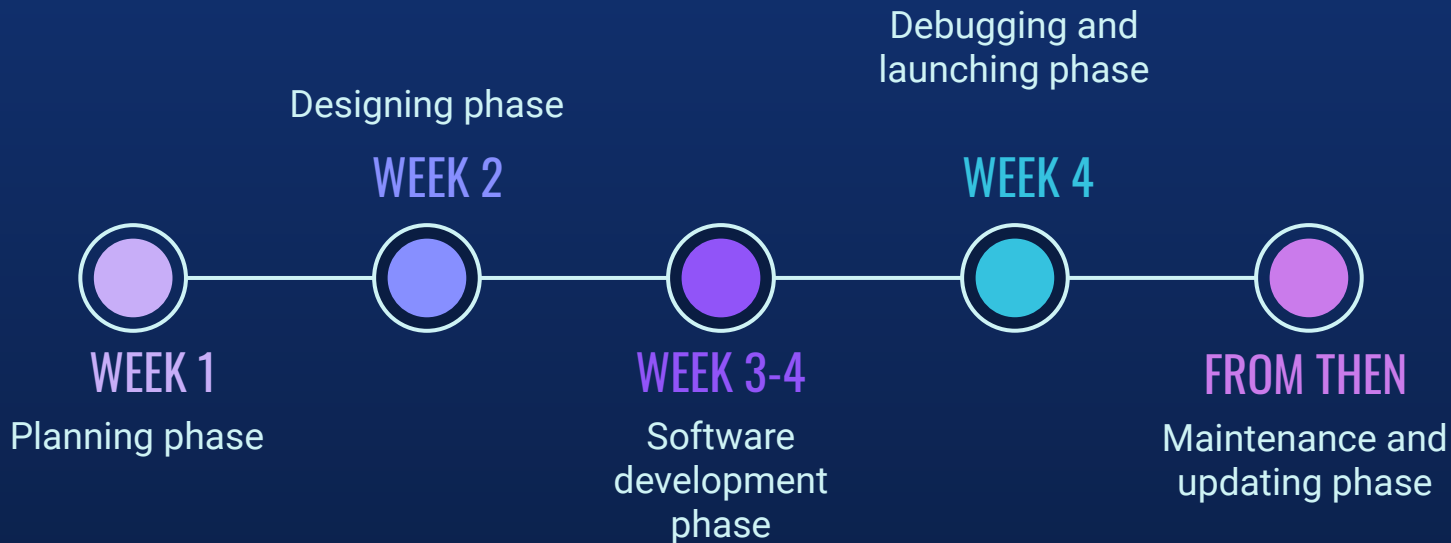 WEEK 1
Planning phase
Designing phase
WEEK 2
WEEK 3-4
Software
development
phase
Debugging and
launching phase
WEEK 4
FROM THEN
Maintenance and
updating phase